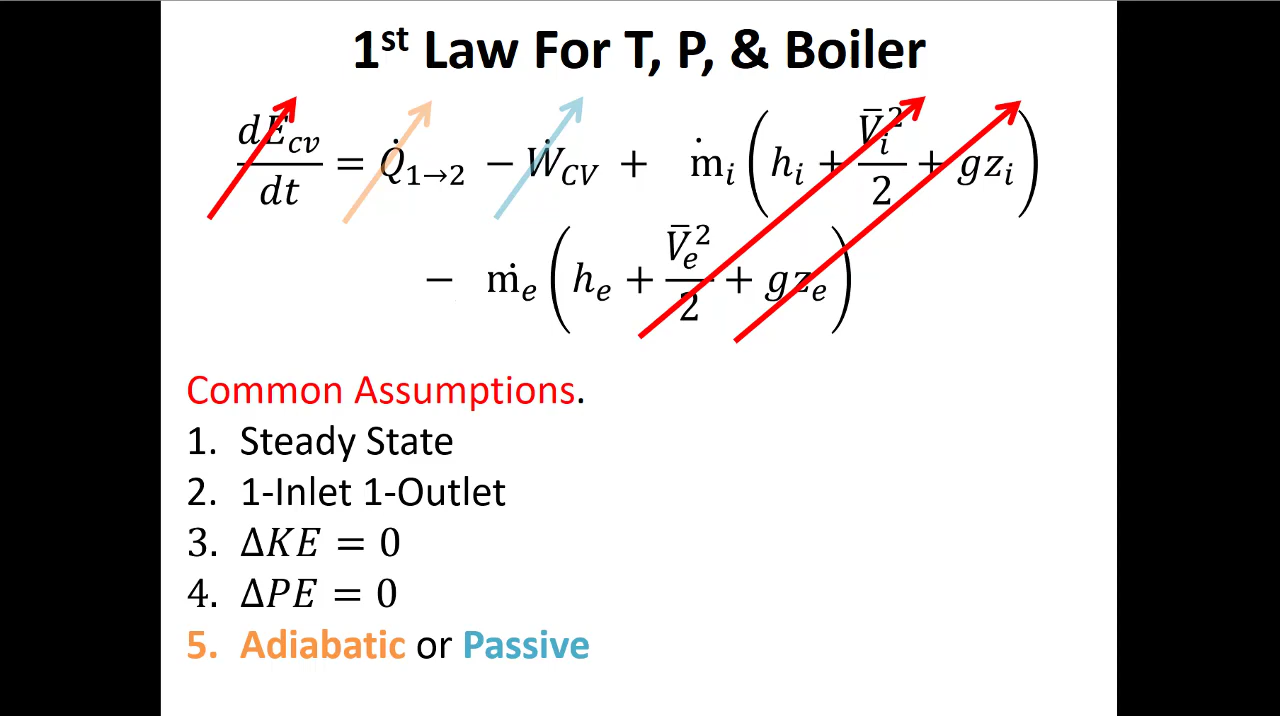 1st Law For T, P, & Boiler
dE_cv/dt = Q̇_1→2 − Ẇ_CV + ṁ_i (h_i + V̄_i²/2 + gz_i)
− ṁ_e (h_e + V̄_e²/2 + gz_e)
Common Assumptions.
1. Steady State
2. 1-Inlet 1-Outlet
3. ΔKE = 0
4. ΔPE = 0
5. Adiabatic or Passive